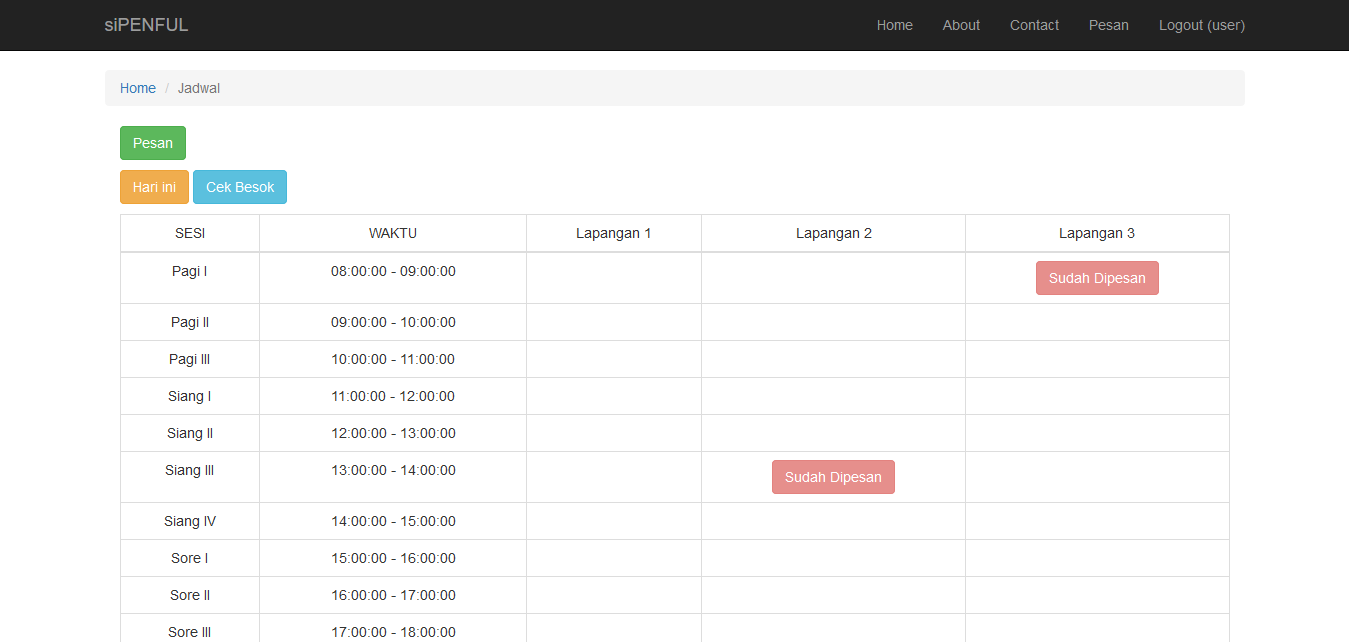 siPENFUL Home About Contact Pesan Logout (user)
Home / Jadwal
Pesan
Hari ini Cek Besok
SESI WAKTU Lapangan 1 Lapangan 2 Lapangan 3
Pagi I 08:00:00 - 09:00:00 Sudah Dipesan
Pagi II 09:00:00 - 10:00:00
Pagi III 10:00:00 - 11:00:00
Siang I 11:00:00 - 12:00:00
Siang II 12:00:00 - 13:00:00
Siang III 13:00:00 - 14:00:00 Sudah Dipesan
Siang IV 14:00:00 - 15:00:00
Sore I 15:00:00 - 16:00:00
Sore II 16:00:00 - 17:00:00
Sore III 17:00:00 - 18:00:00